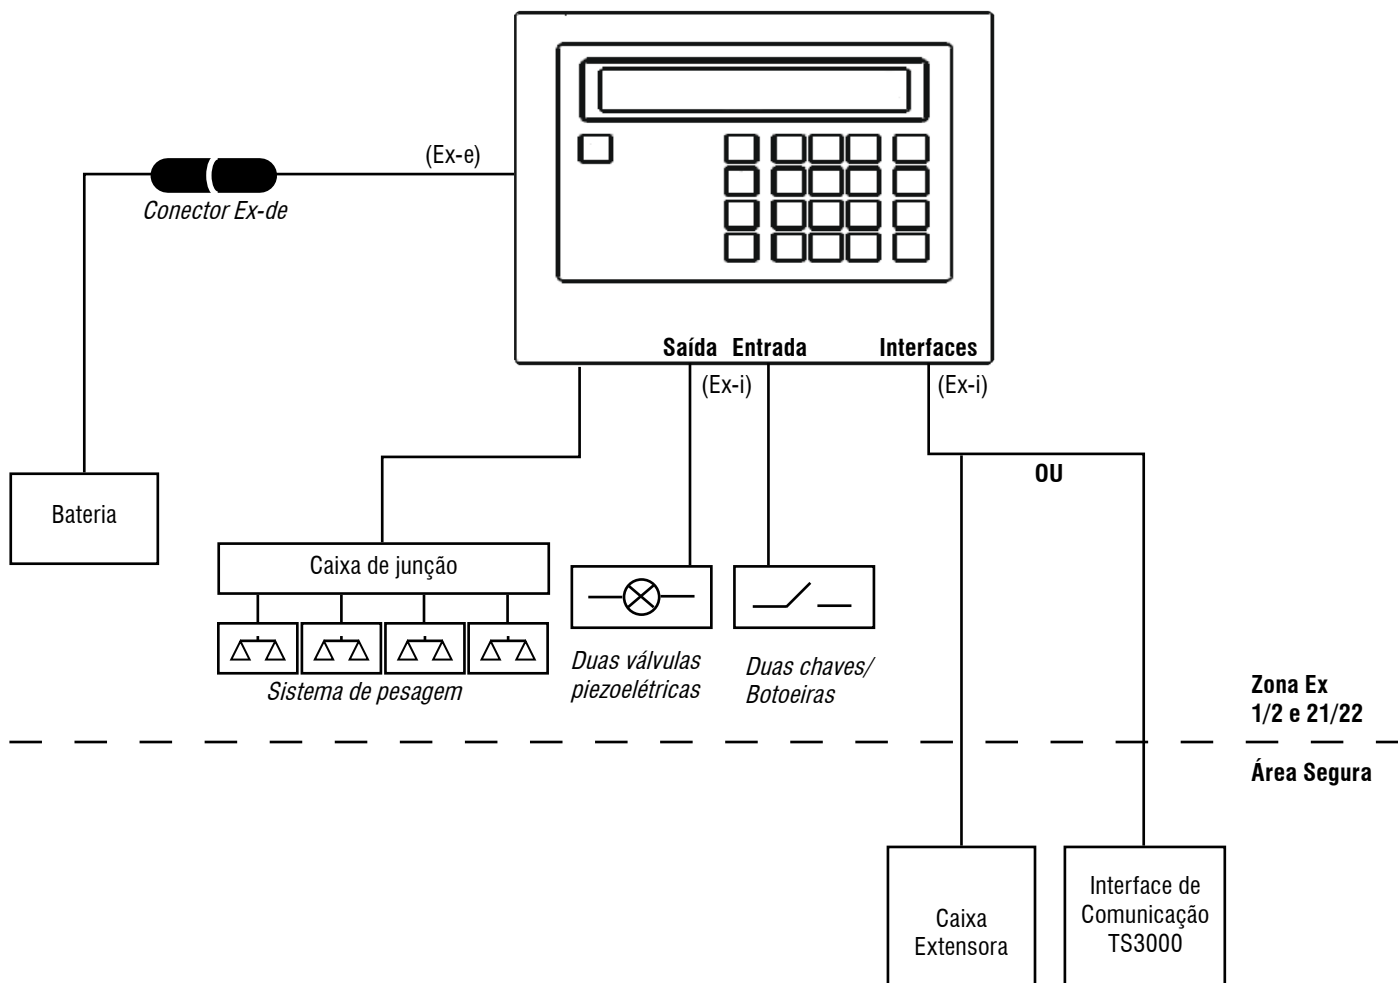 (Ex-e)
Conector Ex-de
Saída Entrada Interfaces
(Ex-i) (Ex-i)
OU
Bateria
Caixa de junção
Sistema de pesagem
Duas válvulas
piezoelétricas
Duas chaves/
Botoeiras
Zona Ex
1/2 e 21/22
Área Segura
Caixa
Extensora
Interface de
Comunicação
TS3000